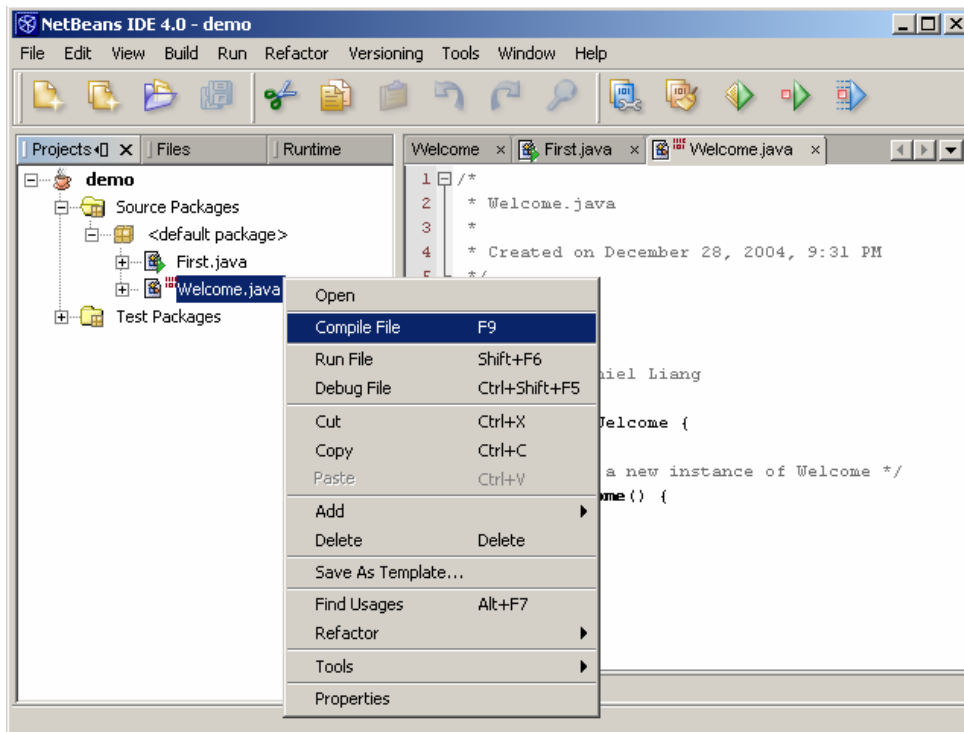 NetBeans IDE 4.0 - demo
File Edit View Build Run Refactor Versioning Tools Window Help
Projects Files Runtime
Welcome First.java Welcome.java
demo
Source Packages
<default package>
First.java
Welcome.java
Test Packages
1 /*
2 * Welcome.java
3 *
4 * Created on December 28, 2004, 9:31 PM
5 */
Open
Compile File F9
Run File Shift+F6
Debug File Ctrl+Shift+F5
Cut Ctrl+X
Copy Ctrl+C
Paste Ctrl+V
Add
Delete Delete
Save As Template...
Find Usages Alt+F7
Refactor
Tools
Properties
niel Liang
Welcome {
a new instance of Welcome */
ome() {